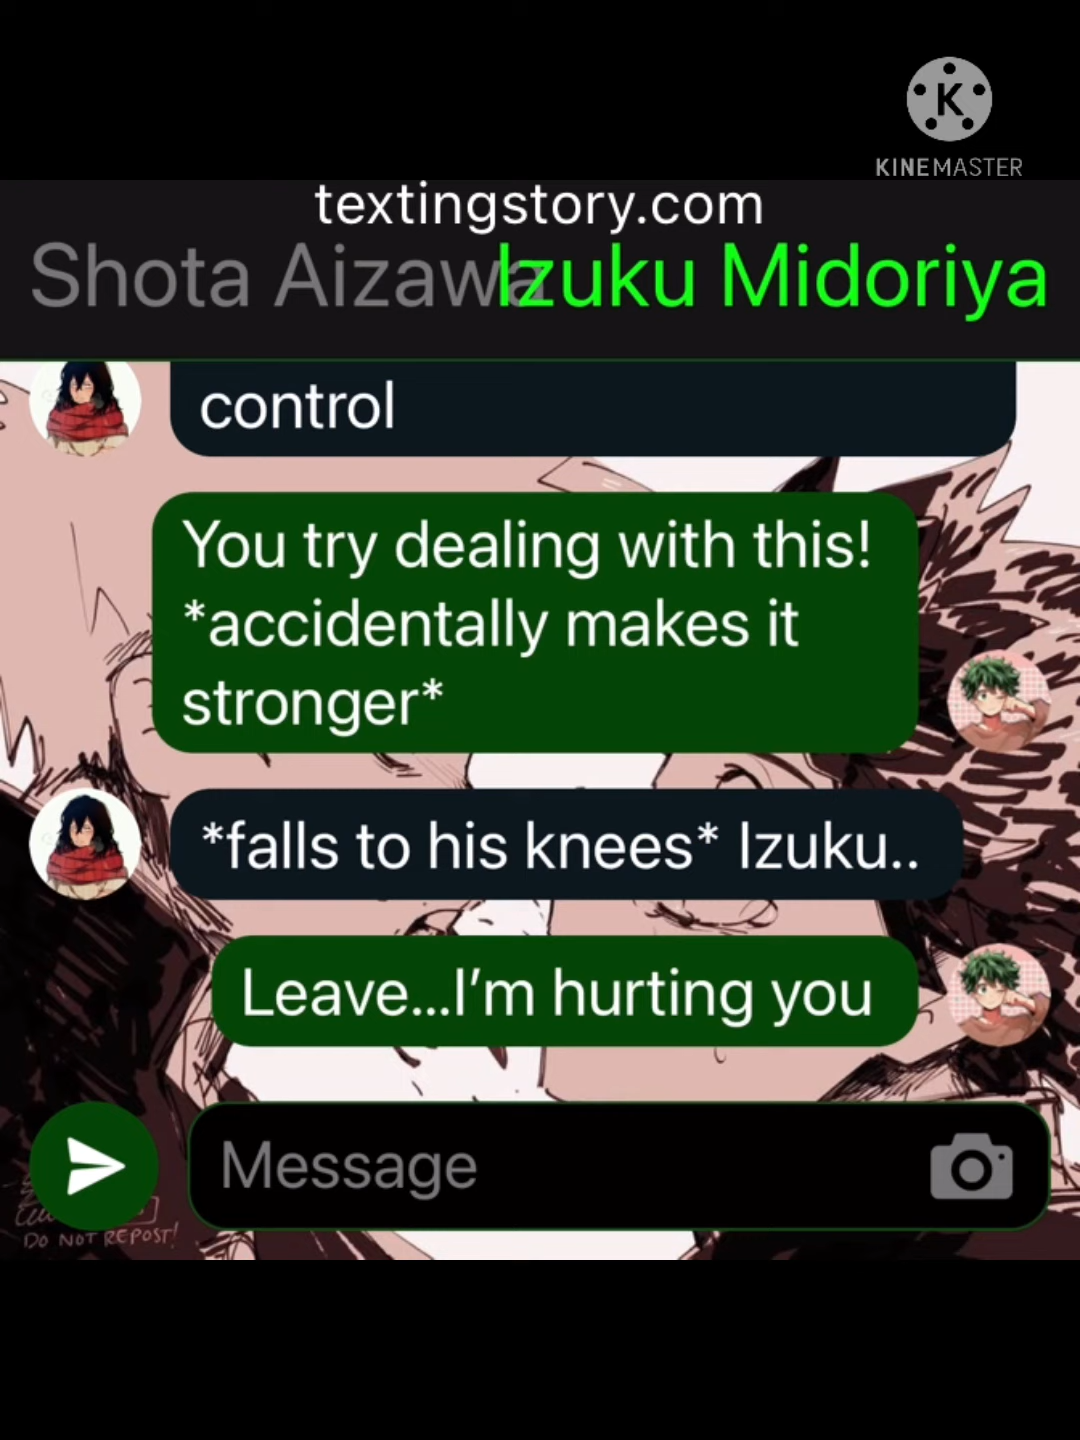 K
KINEMASTER
textingstory.com
Shota Aizawa
Izuku Midoriya
control
You try dealing with this!
*accidentally makes it
stronger*
*falls to his knees* Izuku..
Leave...I'm hurting you
Message
DO NOT REPOST!